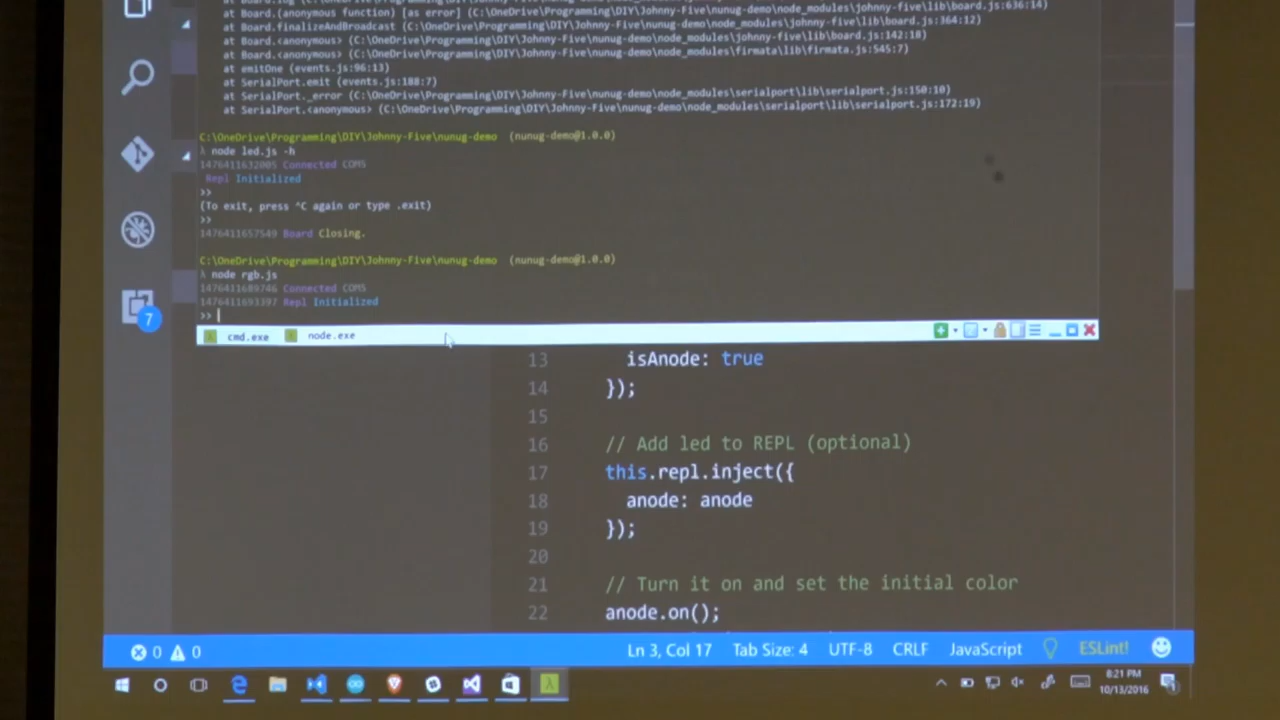 at Board.(anonymous function) [as error] (C:\OneDrive\Programming\DIY\Johnny-Five\nunug-demo\node_modules\johnny-five\lib\board.js:636:14)
at Board.finalizeAndBroadcast (C:\OneDrive\Programming\DIY\Johnny-Five\nunug-demo\node_modules\johnny-five\lib\board.js:364:12)
at Board.<anonymous> (C:\OneDrive\Programming\DIY\Johnny-Five\nunug-demo\node_modules\johnny-five\lib\board.js:142:18)
at Board.<anonymous> (C:\OneDrive\Programming\DIY\Johnny-Five\nunug-demo\node_modules\firmata\lib\firmata.js:545:7)
at emitOne (events.js:96:13)
at SerialPort.emit (events.js:188:7)
at SerialPort._error (C:\OneDrive\Programming\DIY\Johnny-Five\nunug-demo\node_modules\serialport\lib\serialport.js:150:10)
at SerialPort.<anonymous> (C:\OneDrive\Programming\DIY\Johnny-Five\nunug-demo\node_modules\serialport\lib\serialport.js:172:19)
C:\OneDrive\Programming\DIY\Johnny-Five\nunug-demo (nunug-demo@1.0.0)
λ node led.js -h
1476411632005 Connected COM5
Repl Initialized
>>
(To exit, press ^C again or type .exit)
>>
1476411657549 Board Closing.
C:\OneDrive\Programming\DIY\Johnny-Five\nunug-demo (nunug-demo@1.0.0)
λ node rgb.js
1476411689746 Connected COM5
1476411693397 Repl Initialized
>>
cmd.exe node.exe
13 isAnode: true
14 });
15
16 // Add led to REPL (optional)
17 this.repl.inject({
18 anode: anode
19 });
20
21 // Turn it on and set the initial color
22 anode.on();
7
0 0 Ln 3, Col 17 Tab Size: 4 UTF-8 CRLF JavaScript ESLint!
8:21 PM
10/13/2016